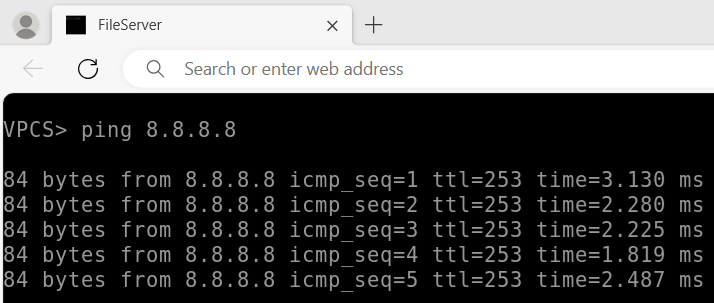 FileServer
Search or enter web address
VPCS> ping 8.8.8.8
84 bytes from 8.8.8.8 icmp_seq=1 ttl=253 time=3.130 ms
84 bytes from 8.8.8.8 icmp_seq=2 ttl=253 time=2.280 ms
84 bytes from 8.8.8.8 icmp_seq=3 ttl=253 time=2.225 ms
84 bytes from 8.8.8.8 icmp_seq=4 ttl=253 time=1.819 ms
84 bytes from 8.8.8.8 icmp_seq=5 ttl=253 time=2.487 ms